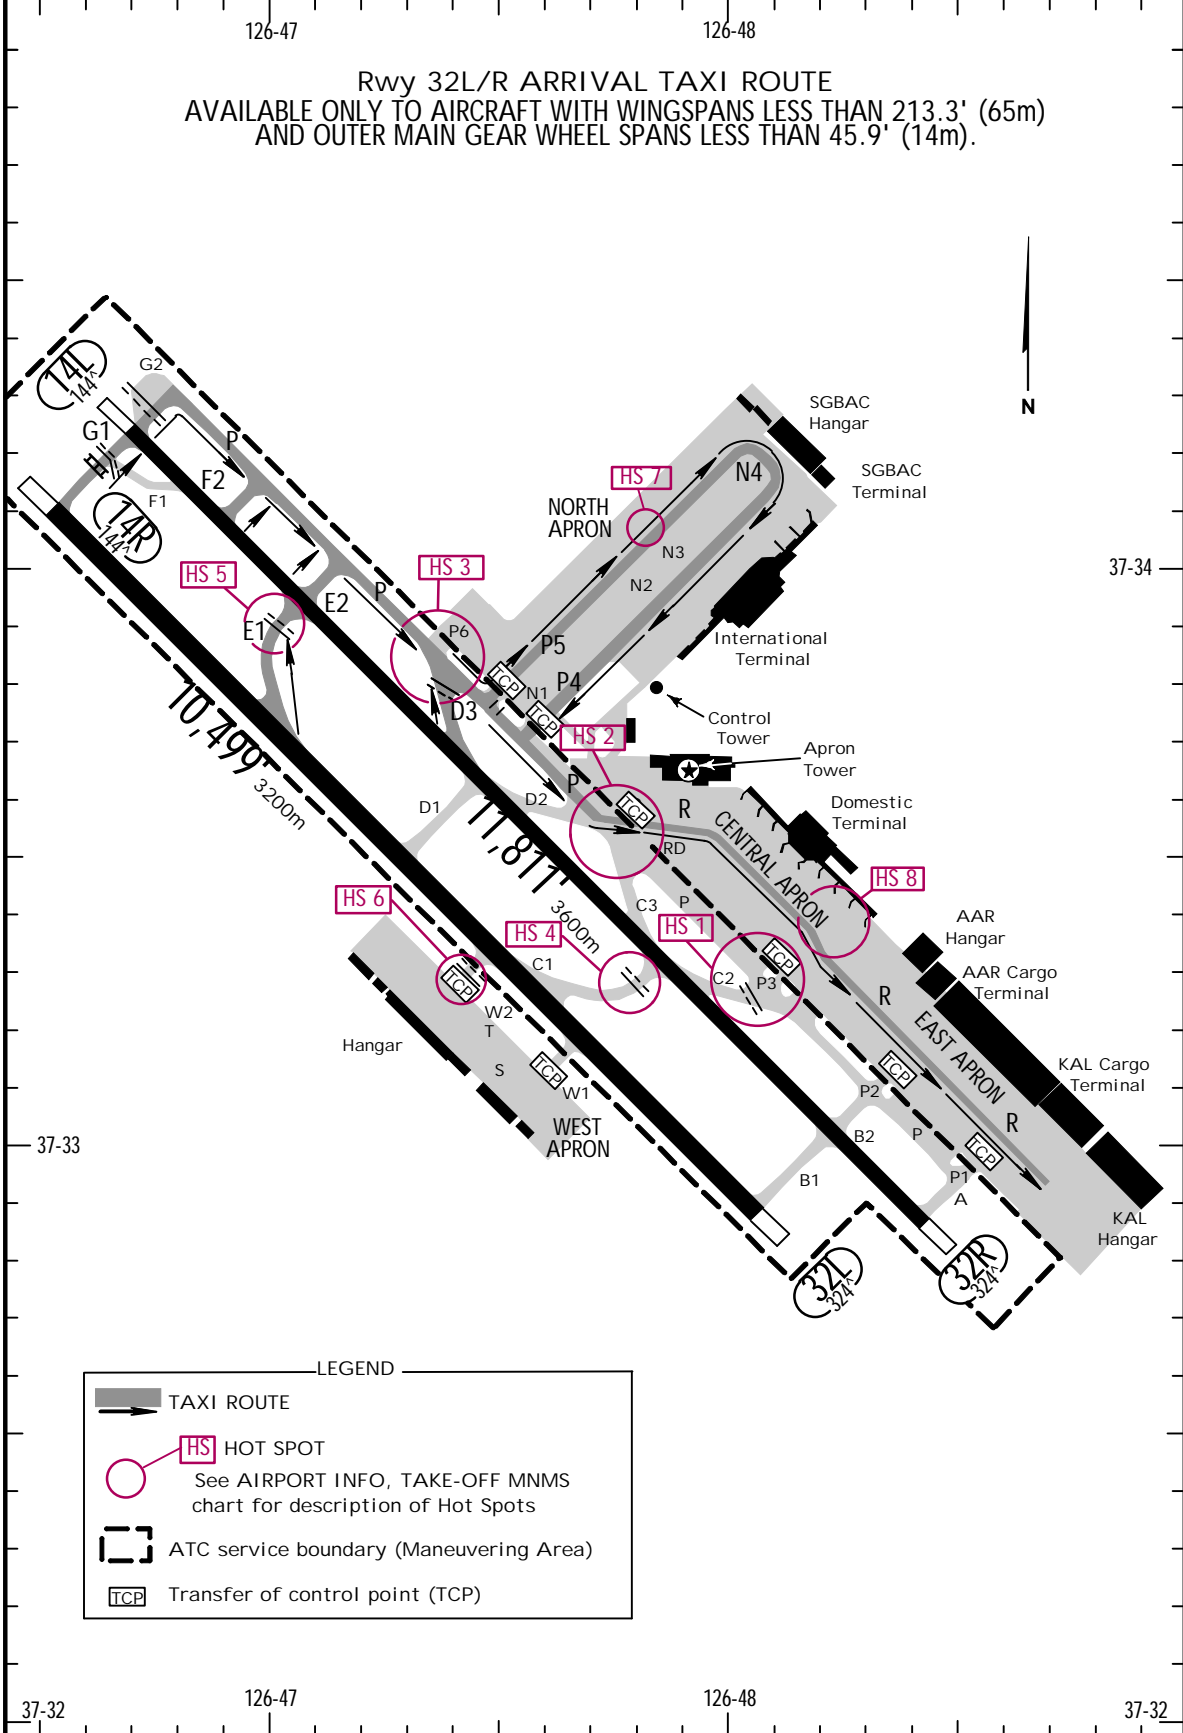 126-47
126-48
Rwy 32L/R ARRIVAL TAXI ROUTE
AVAILABLE ONLY TO AIRCRAFT WITH WINGSPANS LESS THAN 213.3' (65m)
AND OUTER MAIN GEAR WHEEL SPANS LESS THAN 45.9' (14m).
N
14L
144^
G2
G1
P
F2
F1
14R
144^
SGBAC
Hangar
SGBAC
Terminal
HS 7
N4
NORTH
APRON
N3
N2
37-34
HS 5
HS 3
E2
P
E1
P6
P5
International
Terminal
TCP
N1
P4
TCP
D3
HS 2
Control
Tower
Apron
Tower
10,499'
3200m
P
D1
D2
TCP
R
RD
Domestic
Terminal
CENTRAL APRON
11,811'
3600m
HS 8
HS 6
C3
P
HS 4
HS 1
AAR
Hangar
TCP
C1
TCP
C2
P3
AAR Cargo
Terminal
R
W2
T
EAST APRON
Hangar
S
TCP
W1
TCP
P2
KAL Cargo
Terminal
R
WEST
APRON
B2
P
TCP
37-33
B1
P1
A
KAL
Hangar
32L
324^
32R
324^
LEGEND
TAXI ROUTE
HS HOT SPOT
See AIRPORT INFO, TAKE-OFF MNMS
chart for description of Hot Spots
ATC service boundary (Maneuvering Area)
TCP Transfer of control point (TCP)
37-32
126-47
126-48
37-32